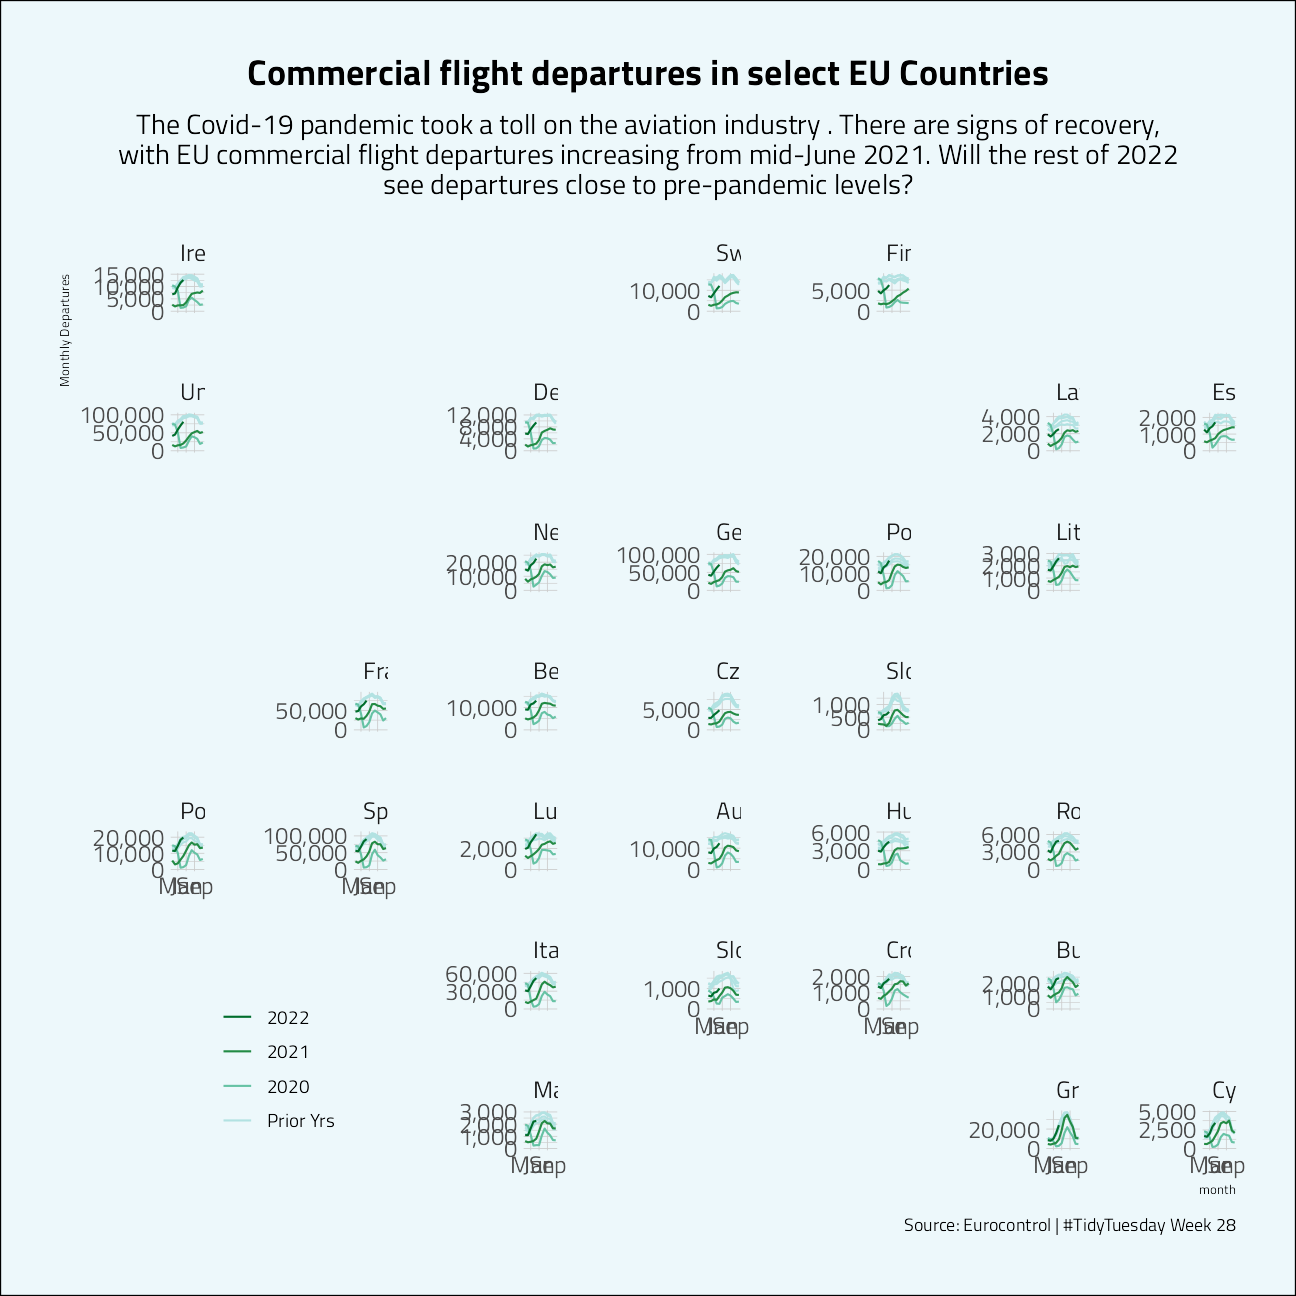 Commercial flight departures in select EU Countries
The Covid-19 pandemic took a toll on the aviation industry . There are signs of recovery,
with EU commercial flight departures increasing from mid-June 2021. Will the rest of 2022
see departures close to pre-pandemic levels?
Monthly Departures
Ire
15,000
10,000
5,000
0
Sw
10,000
0
Fin
5,000
0
Un
100,000
50,000
0
De
12,000
8,000
4,000
0
La
4,000
2,000
0
Es
2,000
1,000
0
Ne
20,000
10,000
0
Ge
100,000
50,000
0
Po
20,000
10,000
0
Lit
3,000
2,000
1,000
0
Fra
50,000
0
Be
10,000
0
Cz
5,000
0
Slo
1,000
500
0
Po
20,000
10,000
0
Mar Jun Sep
Sp
100,000
50,000
0
Mar Jun Sep
Lu
2,000
0
Au
10,000
0
Hu
6,000
3,000
0
Ro
6,000
3,000
0
Ita
60,000
30,000
0
Slo
1,000
0
Mar Jun Sep
Cro
2,000
1,000
0
Mar Jun Sep
Bu
2,000
1,000
0
2022
2021
2020
Prior Yrs
Ma
3,000
2,000
1,000
0
Mar Jun Sep
Gr
20,000
0
Mar Jun Sep
Cy
5,000
2,500
0
Mar Jun Sep
month
Source: Eurocontrol | #TidyTuesday Week 28